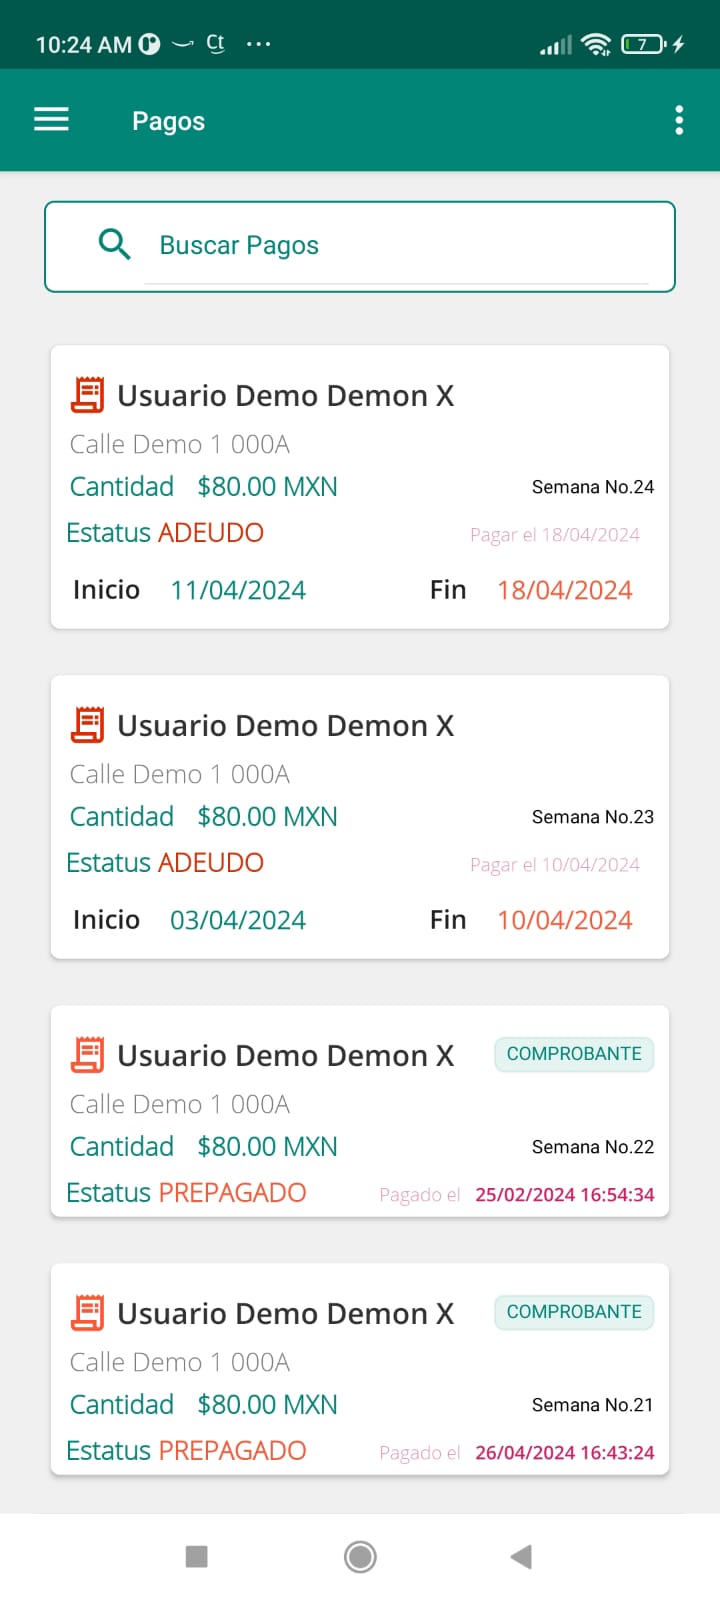 10:24 AM Ct ... 7
Pagos
Buscar Pagos
Usuario Demo Demon X
Calle Demo 1 000A
Cantidad $80.00 MXN Semana No.24
Estatus ADEUDO Pagar el 18/04/2024
Inicio 11/04/2024 Fin 18/04/2024
Usuario Demo Demon X
Calle Demo 1 000A
Cantidad $80.00 MXN Semana No.23
Estatus ADEUDO Pagar el 10/04/2024
Inicio 03/04/2024 Fin 10/04/2024
Usuario Demo Demon X COMPROBANTE
Calle Demo 1 000A
Cantidad $80.00 MXN Semana No.22
Estatus PREPAGADO Pagado el 25/02/2024 16:54:34
Usuario Demo Demon X COMPROBANTE
Calle Demo 1 000A
Cantidad $80.00 MXN Semana No.21
Estatus PREPAGADO Pagado el 26/04/2024 16:43:24